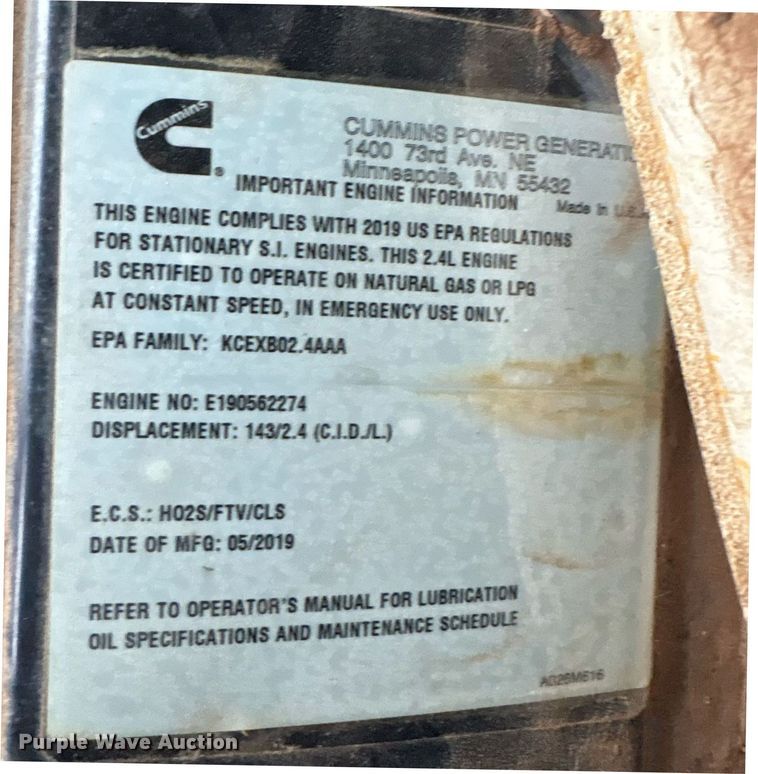 Cummins
CUMMINS POWER GENERATI
1400 73rd Ave. NE
Minneapolis, MN 55432
IMPORTANT ENGINE INFORMATION
Made in U.S.A
THIS ENGINE COMPLIES WITH 2019 US EPA REGULATIONS
FOR STATIONARY S.I. ENGINES. THIS 2.4L ENGINE
IS CERTIFIED TO OPERATE ON NATURAL GAS OR LPG
AT CONSTANT SPEED, IN EMERGENCY USE ONLY.
EPA FAMILY: KCEXB02.4AAA
ENGINE NO: E190562274
DISPLACEMENT: 143/2.4 (C.I.D./L.)
E.C.S.: HO2S/FTV/CLS
DATE OF MFG: 05/2019
REFER TO OPERATOR'S MANUAL FOR LUBRICATION
OIL SPECIFICATIONS AND MAINTENANCE SCHEDULE
Purple Wave Auction